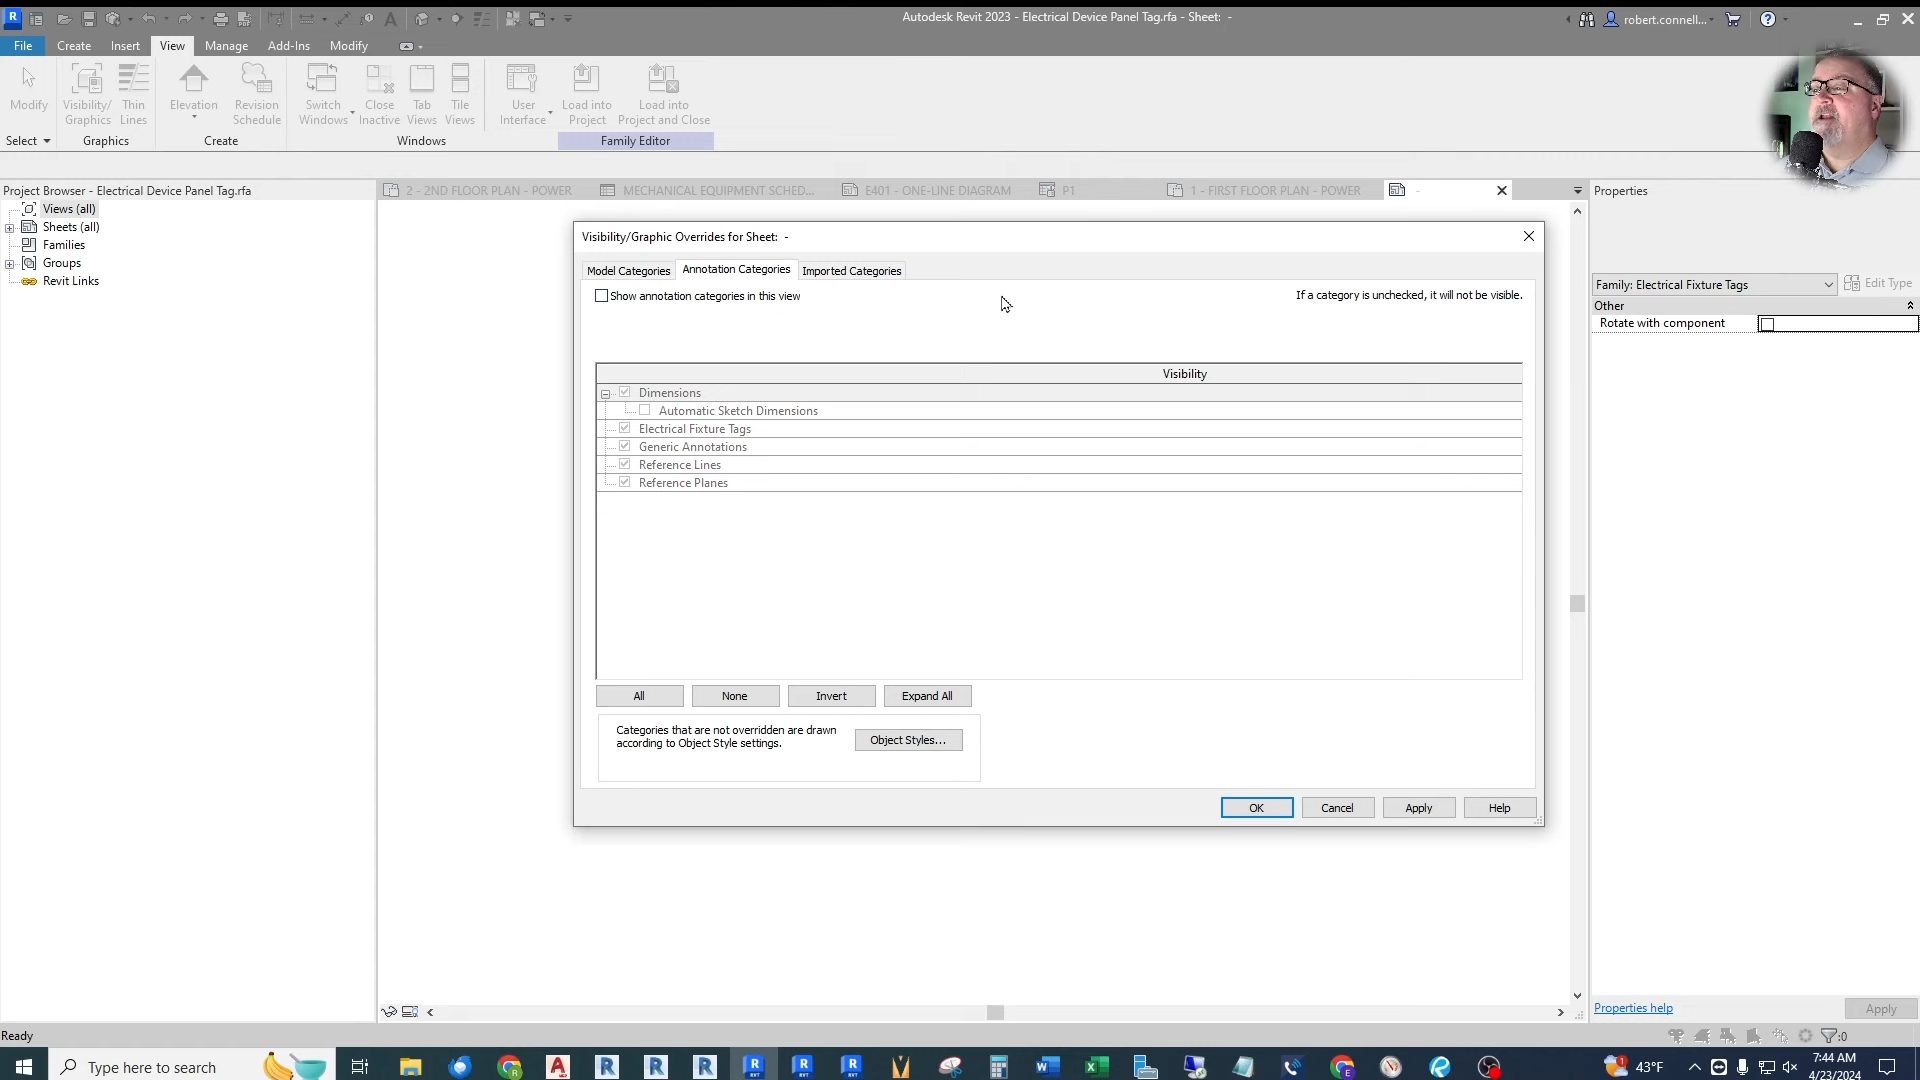 Autodesk Revit 2023 - Electrical Device Panel Tag.rfa - Sheet: -
robert.connell...
File Create Insert View Manage Add-Ins Modify
Modify
Visibility/
Graphics
Thin
Lines
Elevation
Revision
Schedule
Switch
Windows
Close
Inactive
Tab
Views
Tile
Views
User
Interface
Load into
Project
Load into
Project and Close
Select
Graphics
Create
Windows
Family Editor
Project Browser - Electrical Device Panel Tag.rfa
Views (all)
Sheets (all)
Families
Groups
Revit Links
2 - 2ND FLOOR PLAN - POWER
MECHANICAL EQUIPMENT SCHED...
E401 - ONE-LINE DIAGRAM
P1
1 - FIRST FLOOR PLAN - POWER
-
Visibility/Graphic Overrides for Sheet: -
Model Categories Annotation Categories Imported Categories
Show annotation categories in this view
If a category is unchecked, it will not be visible.
Visibility
Dimensions
Automatic Sketch Dimensions
Electrical Fixture Tags
Generic Annotations
Reference Lines
Reference Planes
All None Invert Expand All
Categories that are not overridden are drawn
according to Object Style settings.
Object Styles...
OK Cancel Apply Help
Properties
Family: Electrical Fixture Tags
Edit Type
Other
Rotate with component
Properties help
Apply
Ready
:0
Type here to search
43°F
7:44 AM
4/23/2024